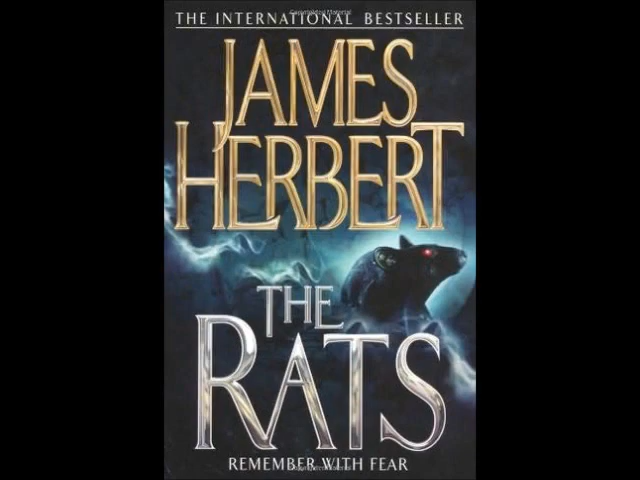 THE INTERNATIONAL BESTSELLER
JAMES
HERBERT
THE
RATS
REMEMBER WITH FEAR